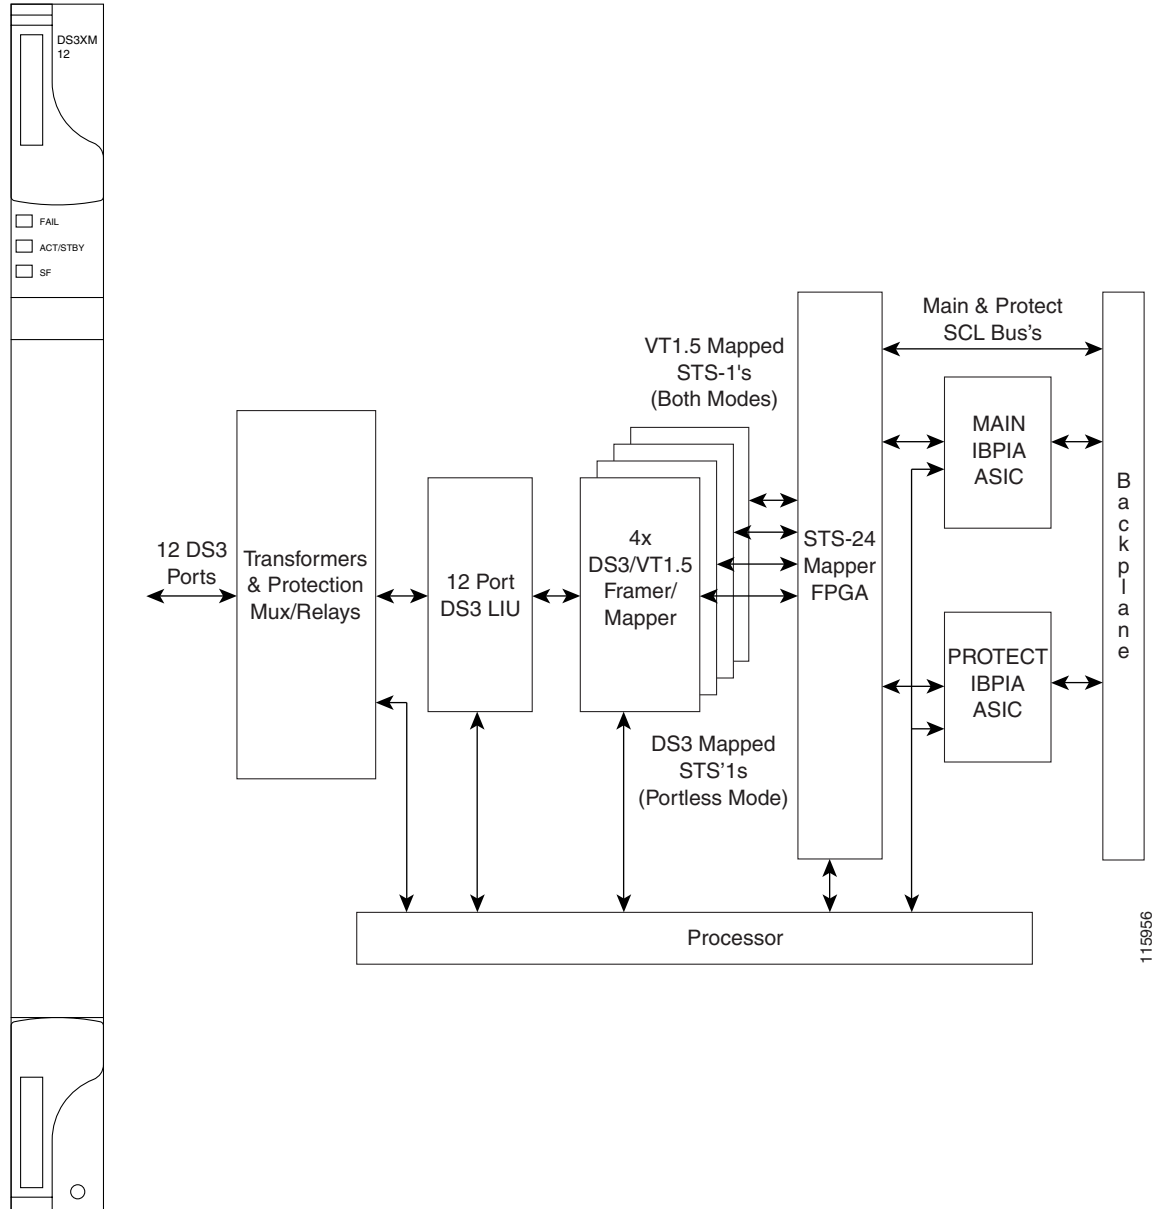 DS3XM
12
FAIL
ACT/STBY
SF
Main & Protect
SCL Bus's
VT1.5 Mapped
STS-1's
(Both Modes)
MAIN
IBPIA
ASIC
Backplane
12 DS3
Ports
Transformers
& Protection
Mux/Relays
12 Port
DS3 LIU
4x
DS3/VT1.5
Framer/
Mapper
STS-24
Mapper
FPGA
PROTECT
IBPIA
ASIC
DS3 Mapped
STS'1s
(Portless Mode)
Processor
115956